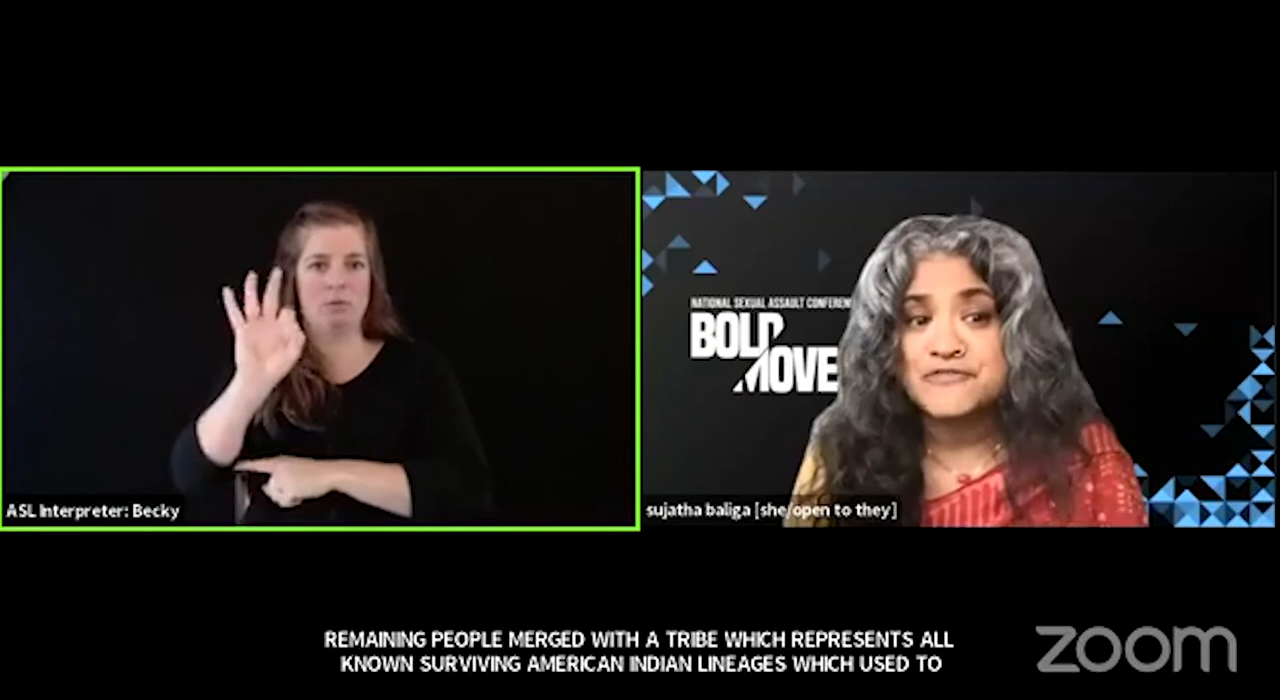 NATIONAL SEXUAL ASSAULT CONFEREN
BOLD
MOVE
ASL Interpreter: Becky
sujatha baliga [she/open to they]
REMAINING PEOPLE MERGED WITH A TRIBE WHICH REPRESENTS ALL
KNOWN SURVIVING AMERICAN INDIAN LINEAGES WHICH USED TO
zoom